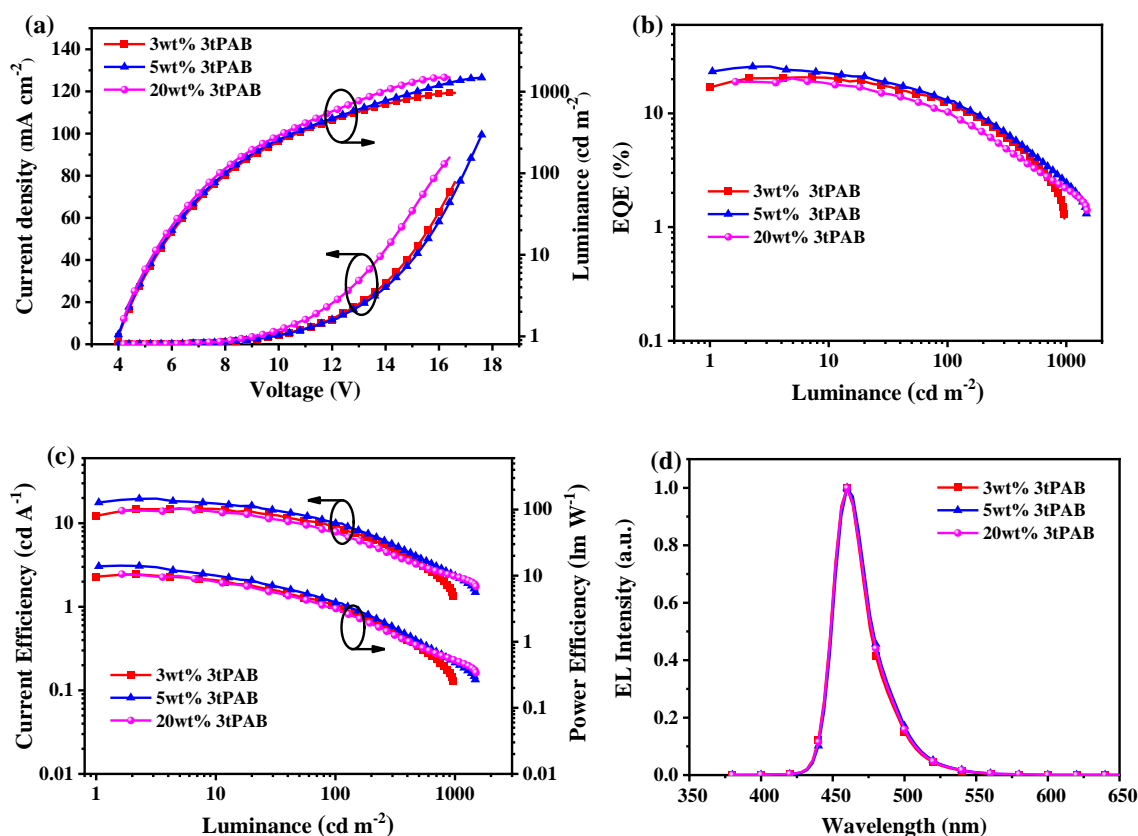 (a)
3wt% 3tPAB
5wt% 3tPAB
20wt% 3tPAB
Current density (mA cm-2)
140
120
100
80
60
40
20
0
4 6 8 10 12 14 16 18
Voltage (V)
1000
100
10
1
Luminance (cd m-2)
(b)
EQE (%)
10
1
0.1
3wt% 3tPAB
5wt% 3tPAB
20wt% 3tPAB
1 10 100 1000
Luminance (cd m-2)
(c)
Current Efficiency (cd A-1)
10
1
0.1
0.01
3wt% 3tPAB
5wt% 3tPAB
20wt% 3tPAB
1 10 100 1000
Luminance (cd m-2)
100
10
1
0.1
0.01
Power Efficiency (lm W-1)
(d)
EL Intensity (a.u.)
1.0
0.8
0.6
0.4
0.2
0.0
3wt% 3tPAB
5wt% 3tPAB
20wt% 3tPAB
350 400 450 500 550 600 650
Wavelength (nm)